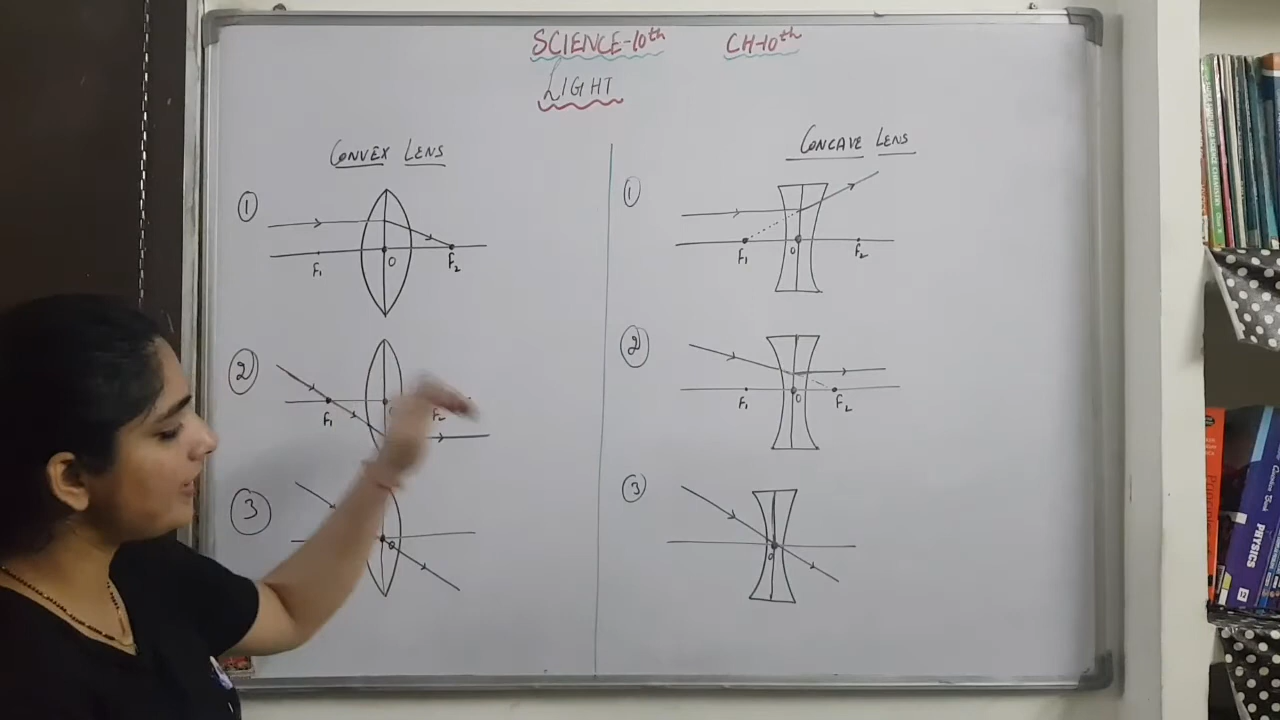 SCIENCE-10th CH-10th
LIGHT
CONVEX LENS
①
F₁ O F₂
②
F₁ F₂
③
O
CONCAVE LENS
①
F₁ O F₂
②
F₁ O F₂
③
O
PHYSICS